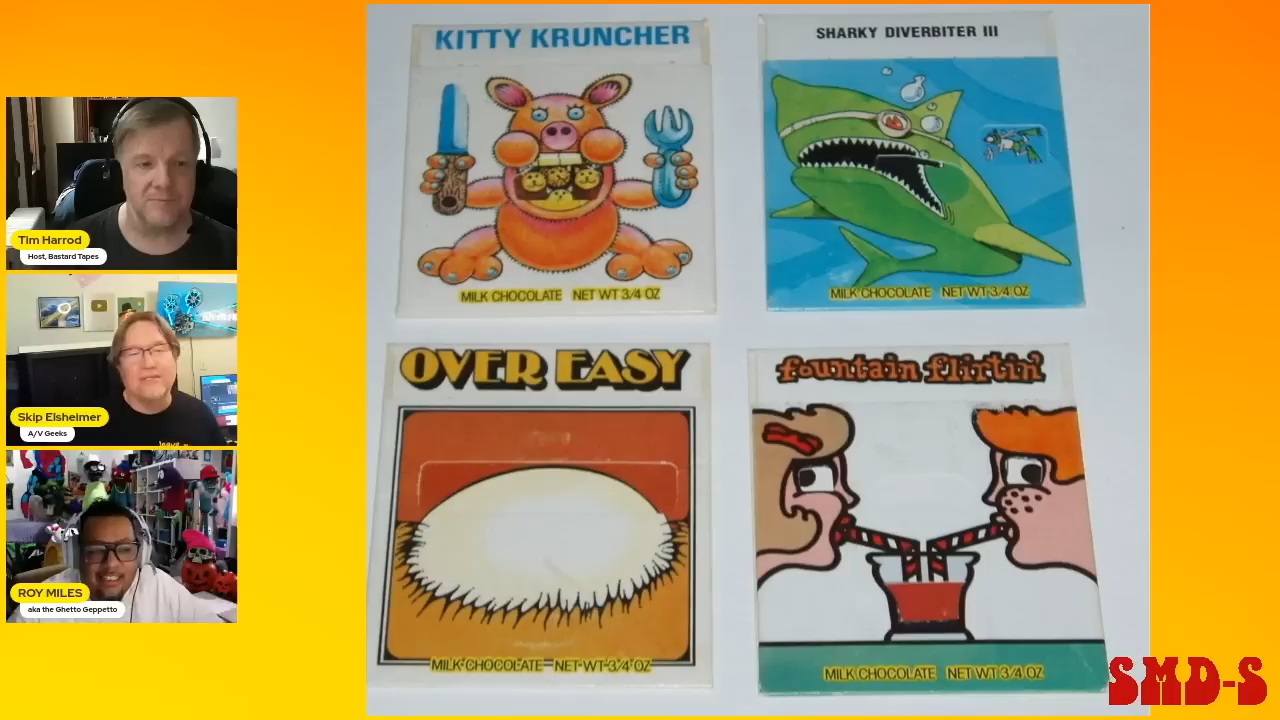 Tim Harrod
Host, Bastard Tapes
Skip Elsheimer
A/V Geeks
ROY MILES
aka the Ghetto Geppetto
KITTY KRUNCHER
MILK CHOCOLATE NET WT 3/4 OZ
SHARKY DIVERBITER III
MILK CHOCOLATE NET WT 3/4 OZ
OVER EASY
MILK CHOCOLATE NET WT 3/4 OZ
fountain flirtin'
MILK CHOCOLATE NET WT 3/4 OZ
SMD-S